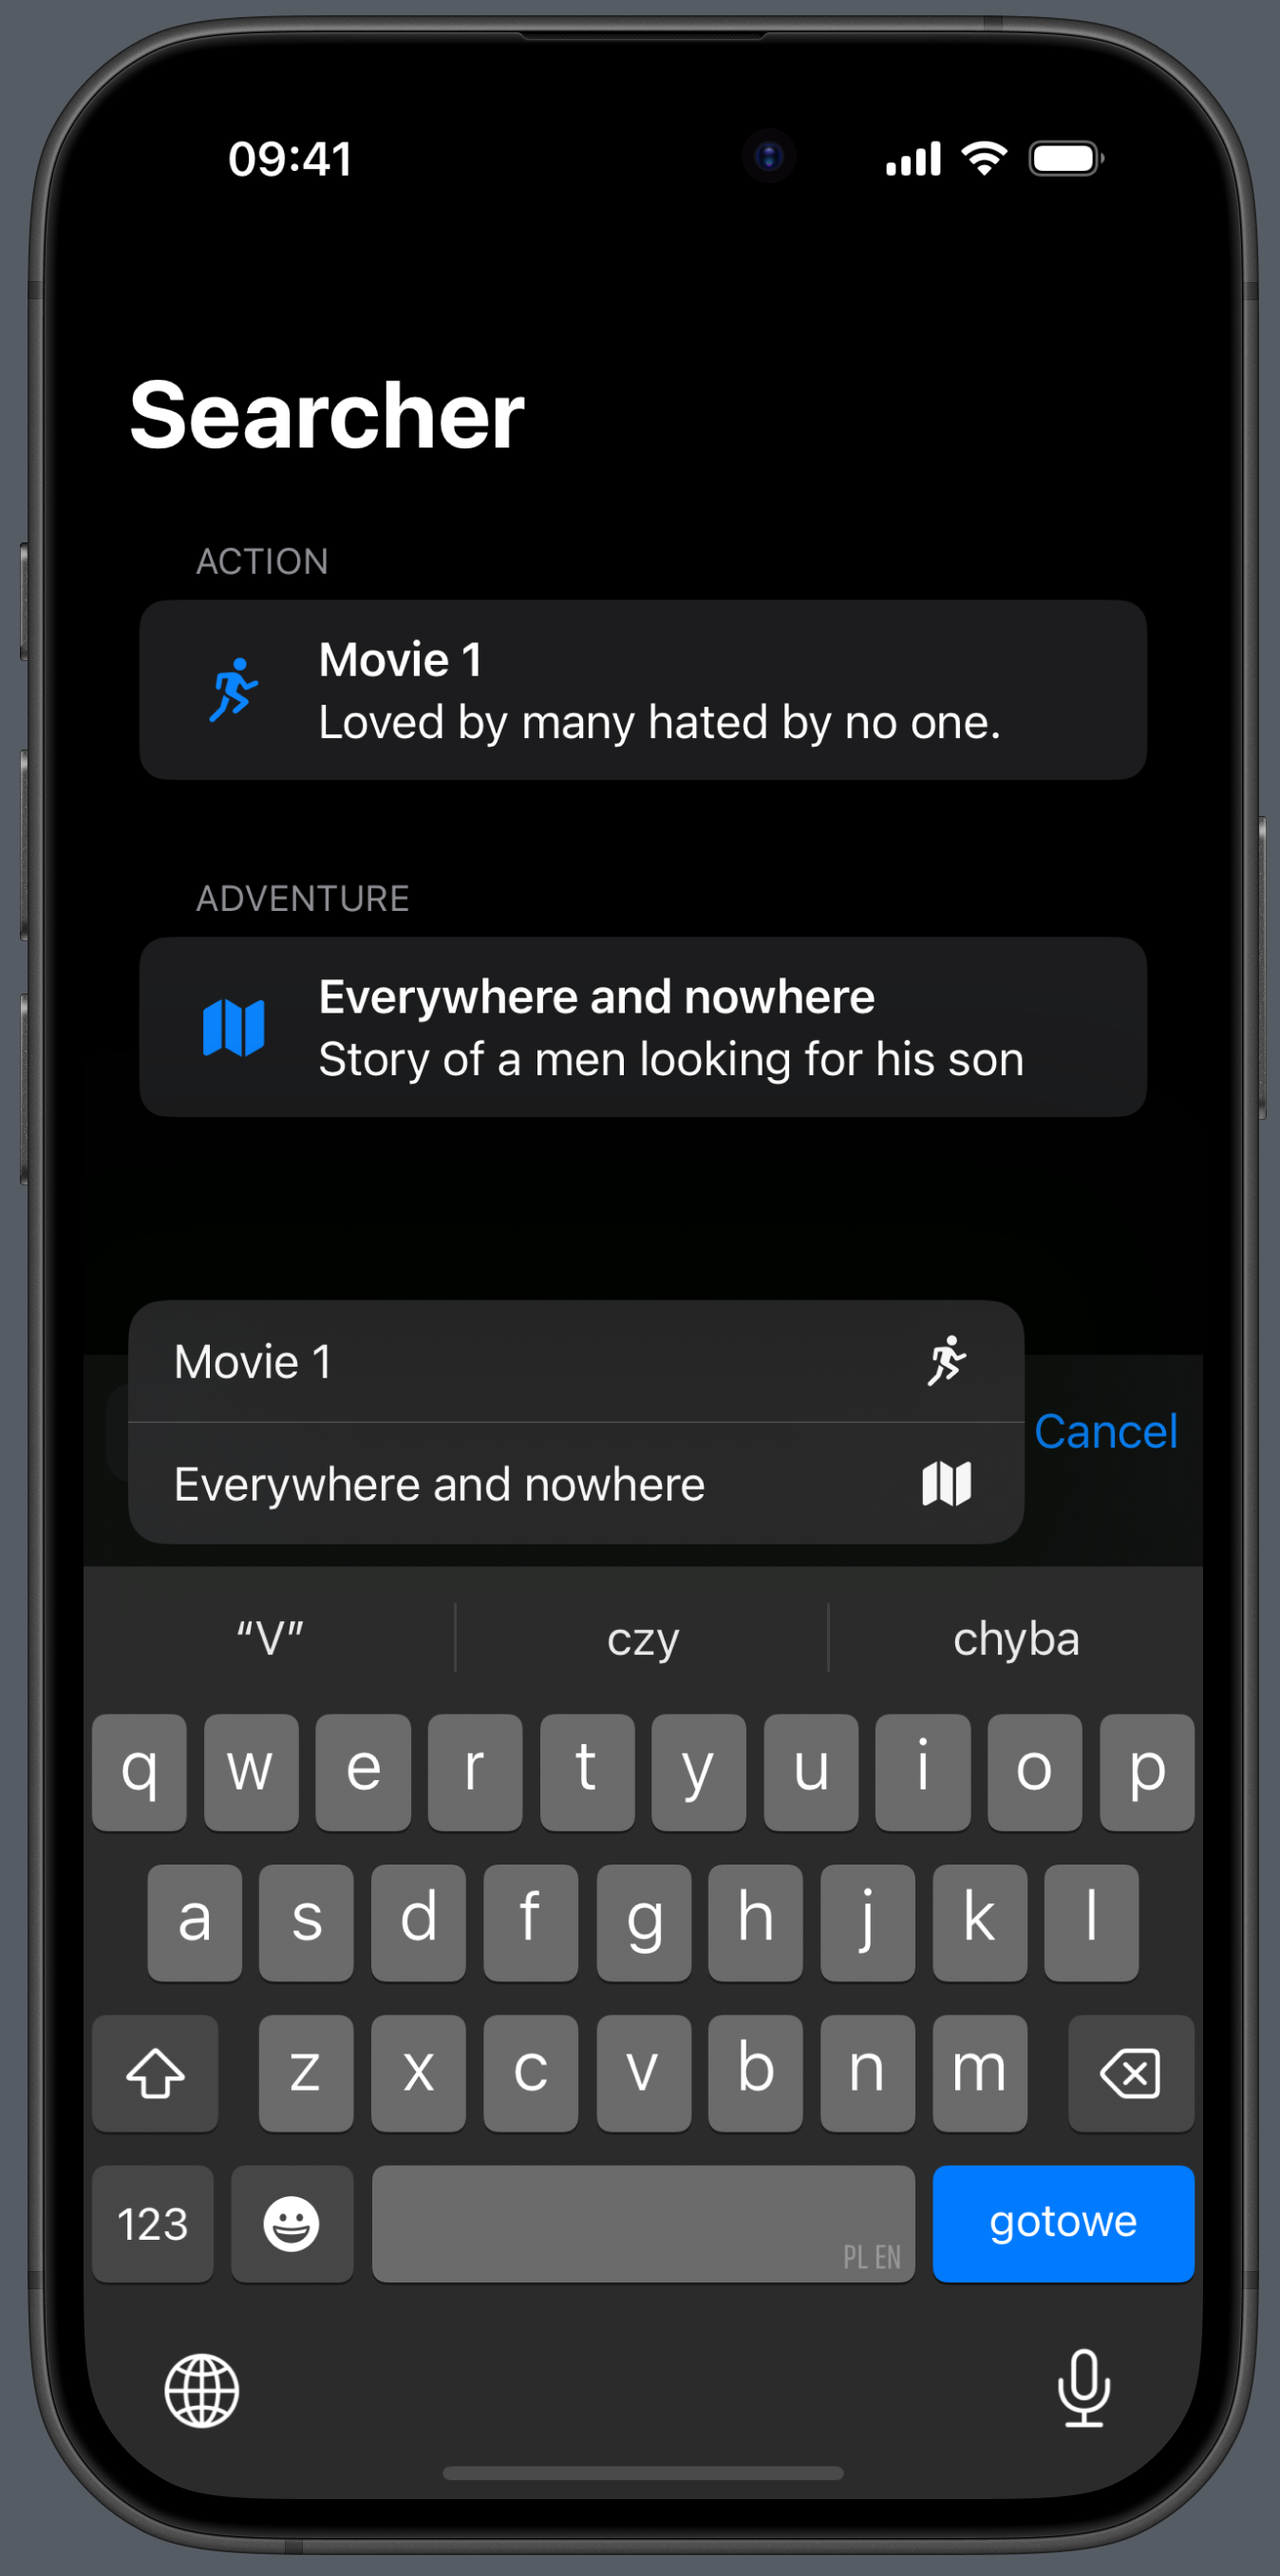 09:41
Searcher
ACTION
Movie 1
Loved by many hated by no one.
ADVENTURE
Everywhere and nowhere
Story of a men looking for his son
Movie 1
Cancel
Everywhere and nowhere
“V” czy chyba
q w e r t y u i o p
a s d f g h j k l
z x c v b n m
123 PL EN gotowe